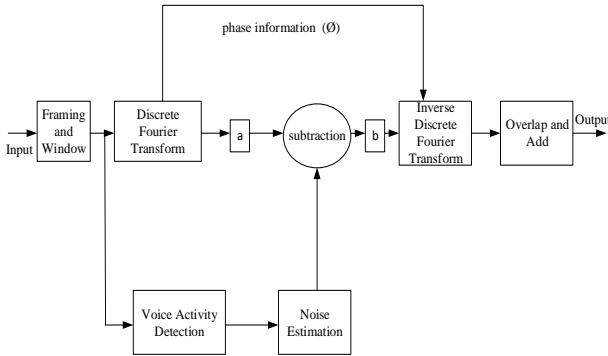 phase information (Ø)
Input
Framing
and
Window
Discrete
Fourier
Transform
a
subtraction
b
Inverse
Discrete
Fourier
Transform
Overlap and
Add
Output
Voice Activity
Detection
Noise
Estimation